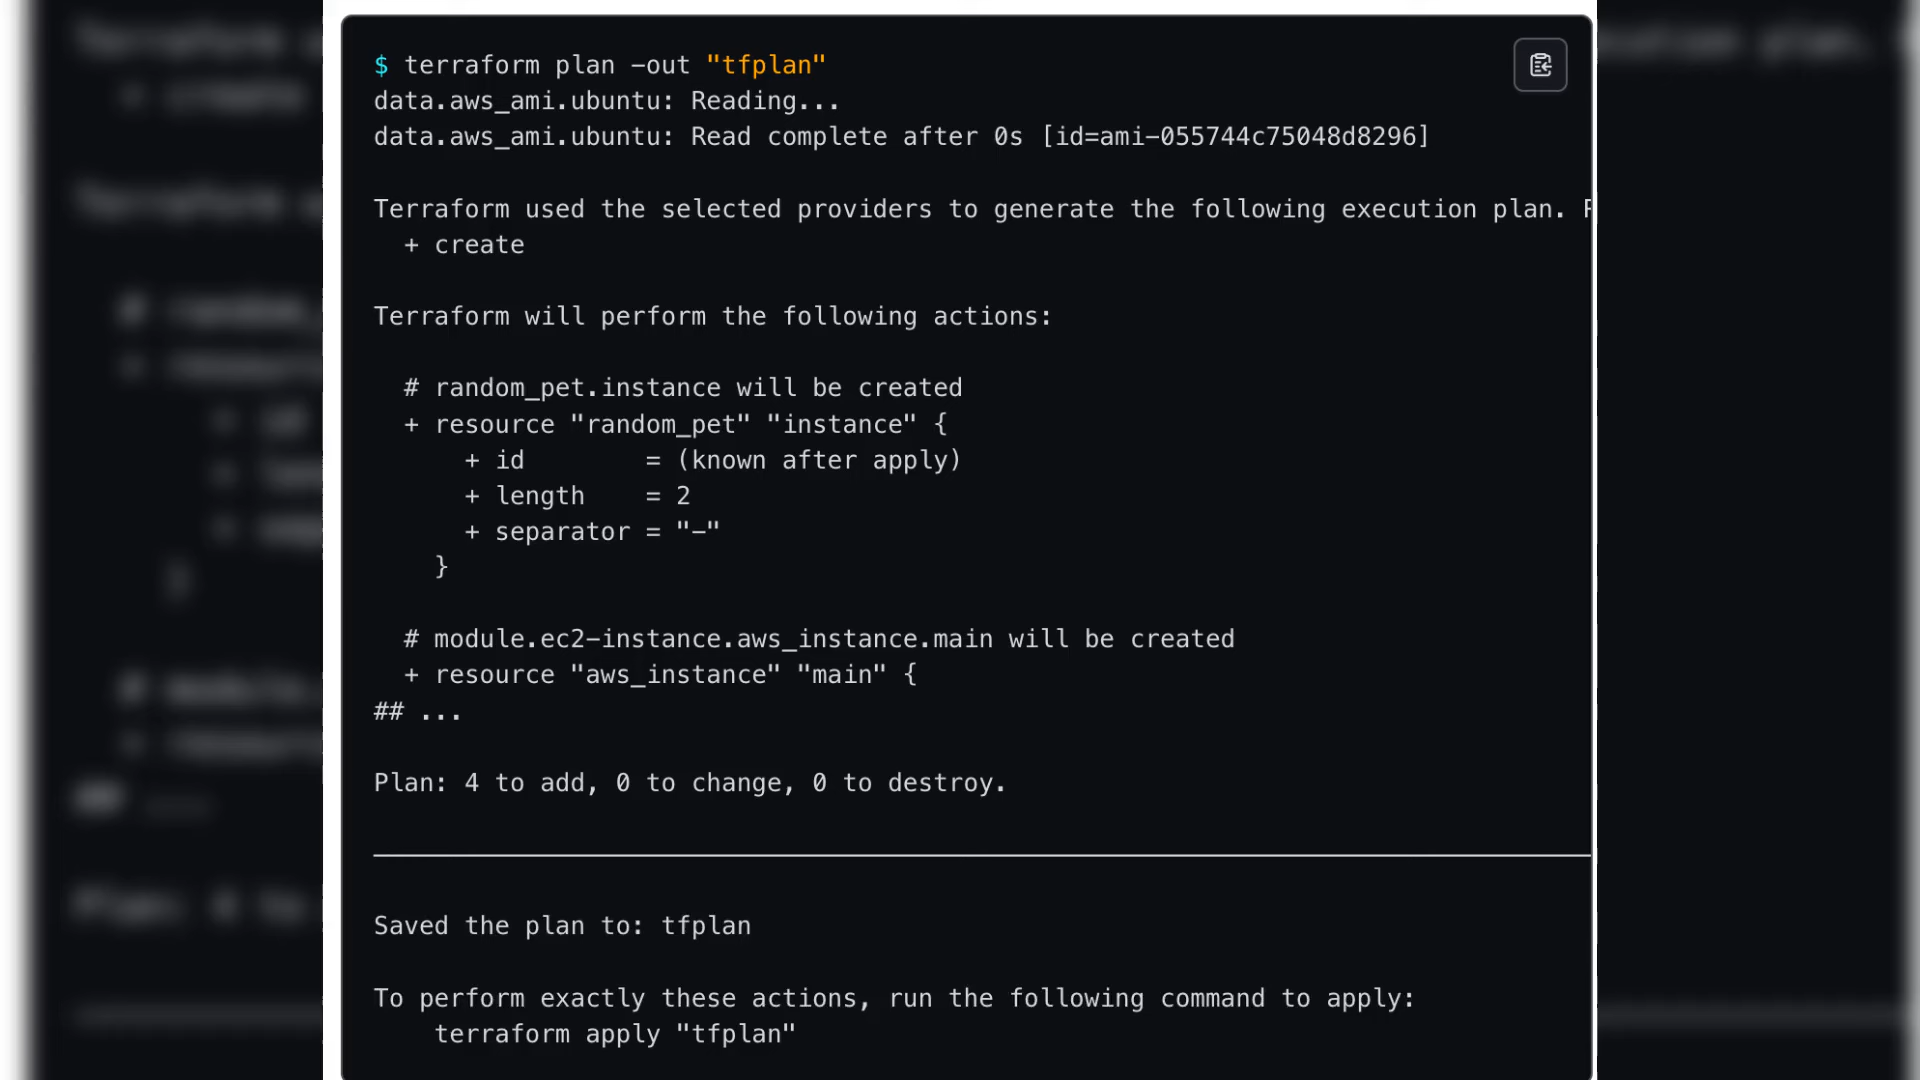 $ terraform plan -out "tfplan"
data.aws_ami.ubuntu: Reading...
data.aws_ami.ubuntu: Read complete after 0s [id=ami-055744c75048d8296]
Terraform used the selected providers to generate the following execution plan.
+ create
Terraform will perform the following actions:
# random_pet.instance will be created
+ resource "random_pet" "instance" {
+ id        = (known after apply)
+ length    = 2
+ separator = "-"
}
# module.ec2-instance.aws_instance.main will be created
+ resource "aws_instance" "main" {
## ...
Plan: 4 to add, 0 to change, 0 to destroy.
Saved the plan to: tfplan
To perform exactly these actions, run the following command to apply:
terraform apply "tfplan"